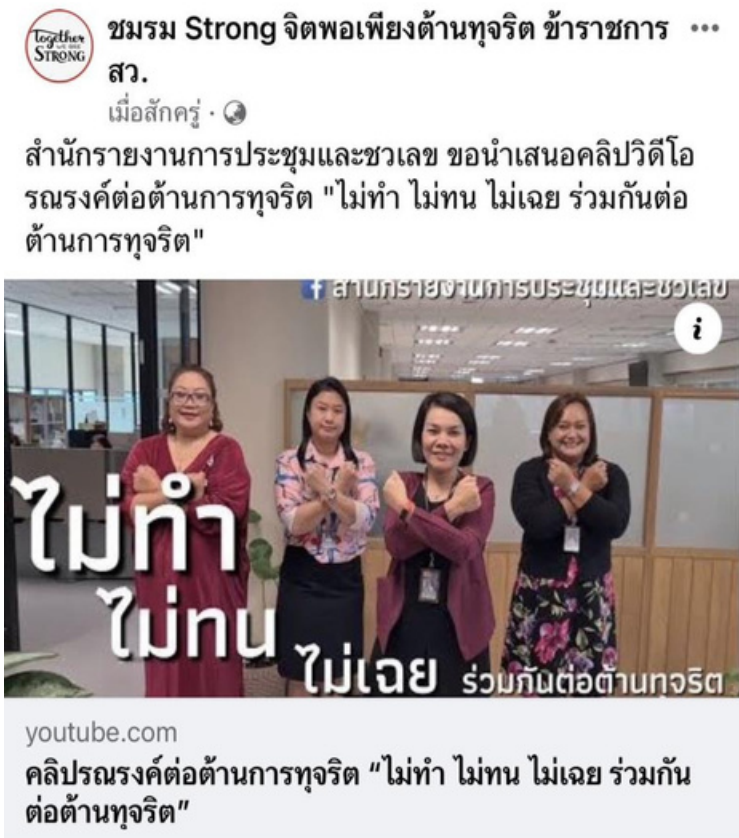 Together
WE ARE
STRONG
ชมรม Strong จิตพอเพียงต้านทุจริต ข้าราชการ
สว.
เมื่อสักครู่ ·
สำนักรายงานการประชุมและชวเลข ขอนำเสนอคลิปวิดีโอ
รณรงค์ต่อต้านการทุจริต "ไม่ทำ ไม่ทน ไม่เฉย ร่วมกันต่อ
ต้านการทุจริต"
f สำนักรายงานการประชุมและชวเลข
i
ไม่ทำ
ไม่ทน
ไม่เฉย ร่วมกันต่อต้านทุจริต
youtube.com
คลิปรณรงค์ต่อต้านการทุจริต “ไม่ทำ ไม่ทน ไม่เฉย ร่วมกัน
ต่อต้านทุจริต”